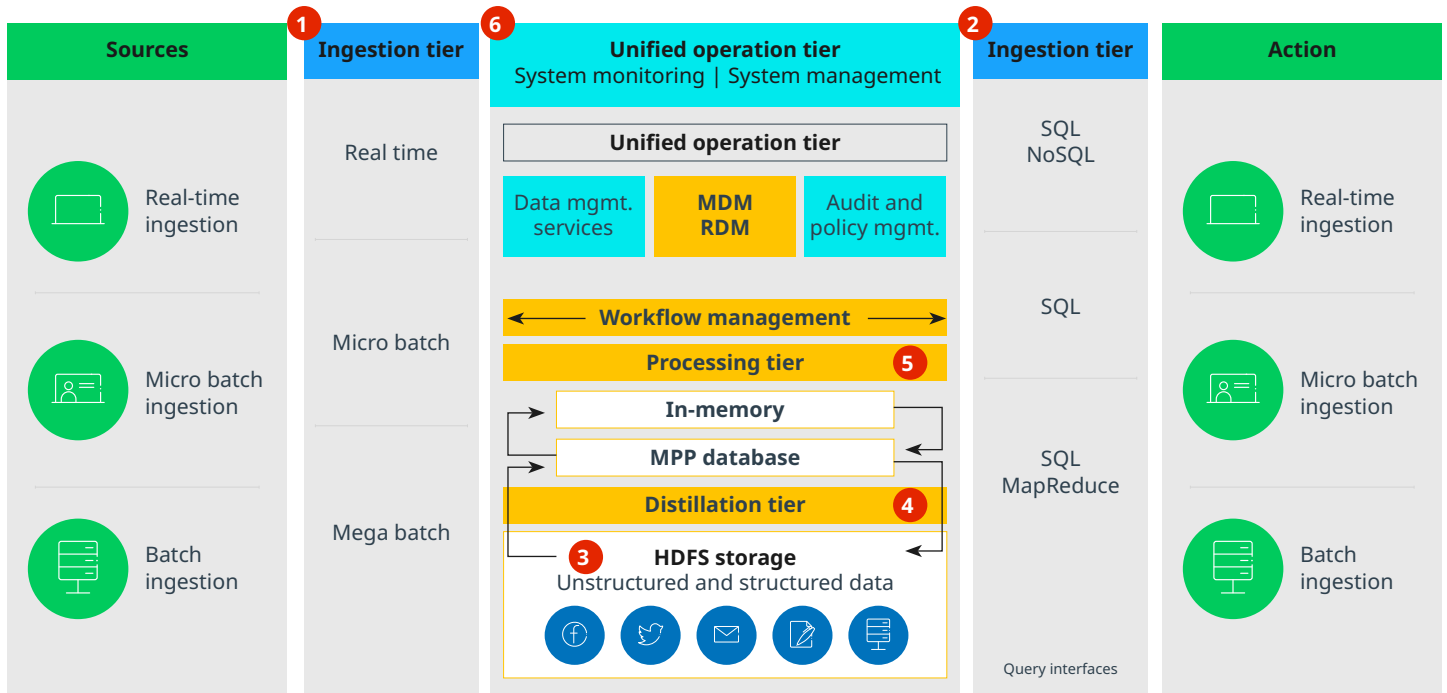 Sources
Real-time
ingestion
Micro batch
ingestion
Batch
ingestion
1
Ingestion tier
Real time
Micro batch
Mega batch
6
Unified operation tier
System monitoring | System management
Unified operation tier
Data mgmt.
services
MDM
RDM
Audit and
policy mgmt.
Workflow management
Processing tier
5
In-memory
MPP database
Distillation tier
4
3
HDFS storage
Unstructured and structured data
2
Ingestion tier
SQL
NoSQL
SQL
SQL
MapReduce
Query interfaces
Action
Real-time
ingestion
Micro batch
ingestion
Batch
ingestion